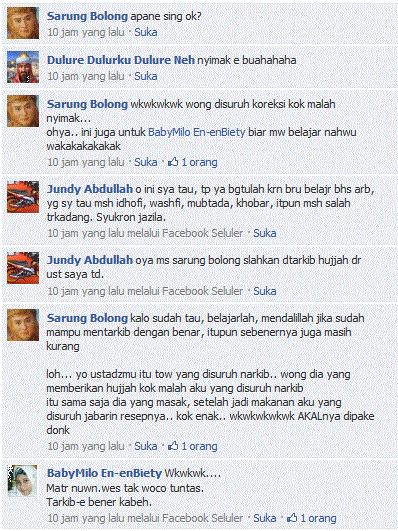 Sarung Bolong apane sing ok?
10 jam yang lalu · Suka
Dulure Dulurku Dulure Neh nyimak e buahahaha
10 jam yang lalu · Suka
Sarung Bolong wkwkwkwk wong disuruh koreksi kok malah
nyimak...
ohya.. ini juga untuk BabyMilo En-enBiety biar mw belajar nahwu
wakakakakakak
10 jam yang lalu · Suka · 1 orang
Jundy Abdullah o ini sya tau, tp ya bgtulah krn bru belajr bhs arb,
yg sy tau msh idhofi, washfi, mubtada, khobar, itpun msh salah
trkadang. Syukron jazila.
10 jam yang lalu melalui Facebook Seluler · Suka
Jundy Abdullah oya ms sarung bolong slahkan dtarkib hujjah dr
ust saya td.
10 jam yang lalu melalui Facebook Seluler · Suka
Sarung Bolong kalo sudah tau, belajarlah, mendalillah jika sudah
mampu mentarkib dengan benar, itupun sebenernya juga masih
kurang
loh... yo ustadzmu itu tow yang disuruh narkib.. wong dia yang
memberikan hujjah kok malah aku yang disuruh narkib
itu sama saja dia yang masak, setelah jadi makanan aku yang
disuruh jabarin resepnya.. kok enak.. wkwkwkwkwk AKALnya dipake
donk
10 jam yang lalu · Suka · 1 orang
BabyMilo En-enBiety Wkwkwk....
Matr nuwn.wes tak woco tuntas.
Tarkib-e bener kabeh.
10 jam yang lalu melalui Facebook Seluler · Suka · 1 orang